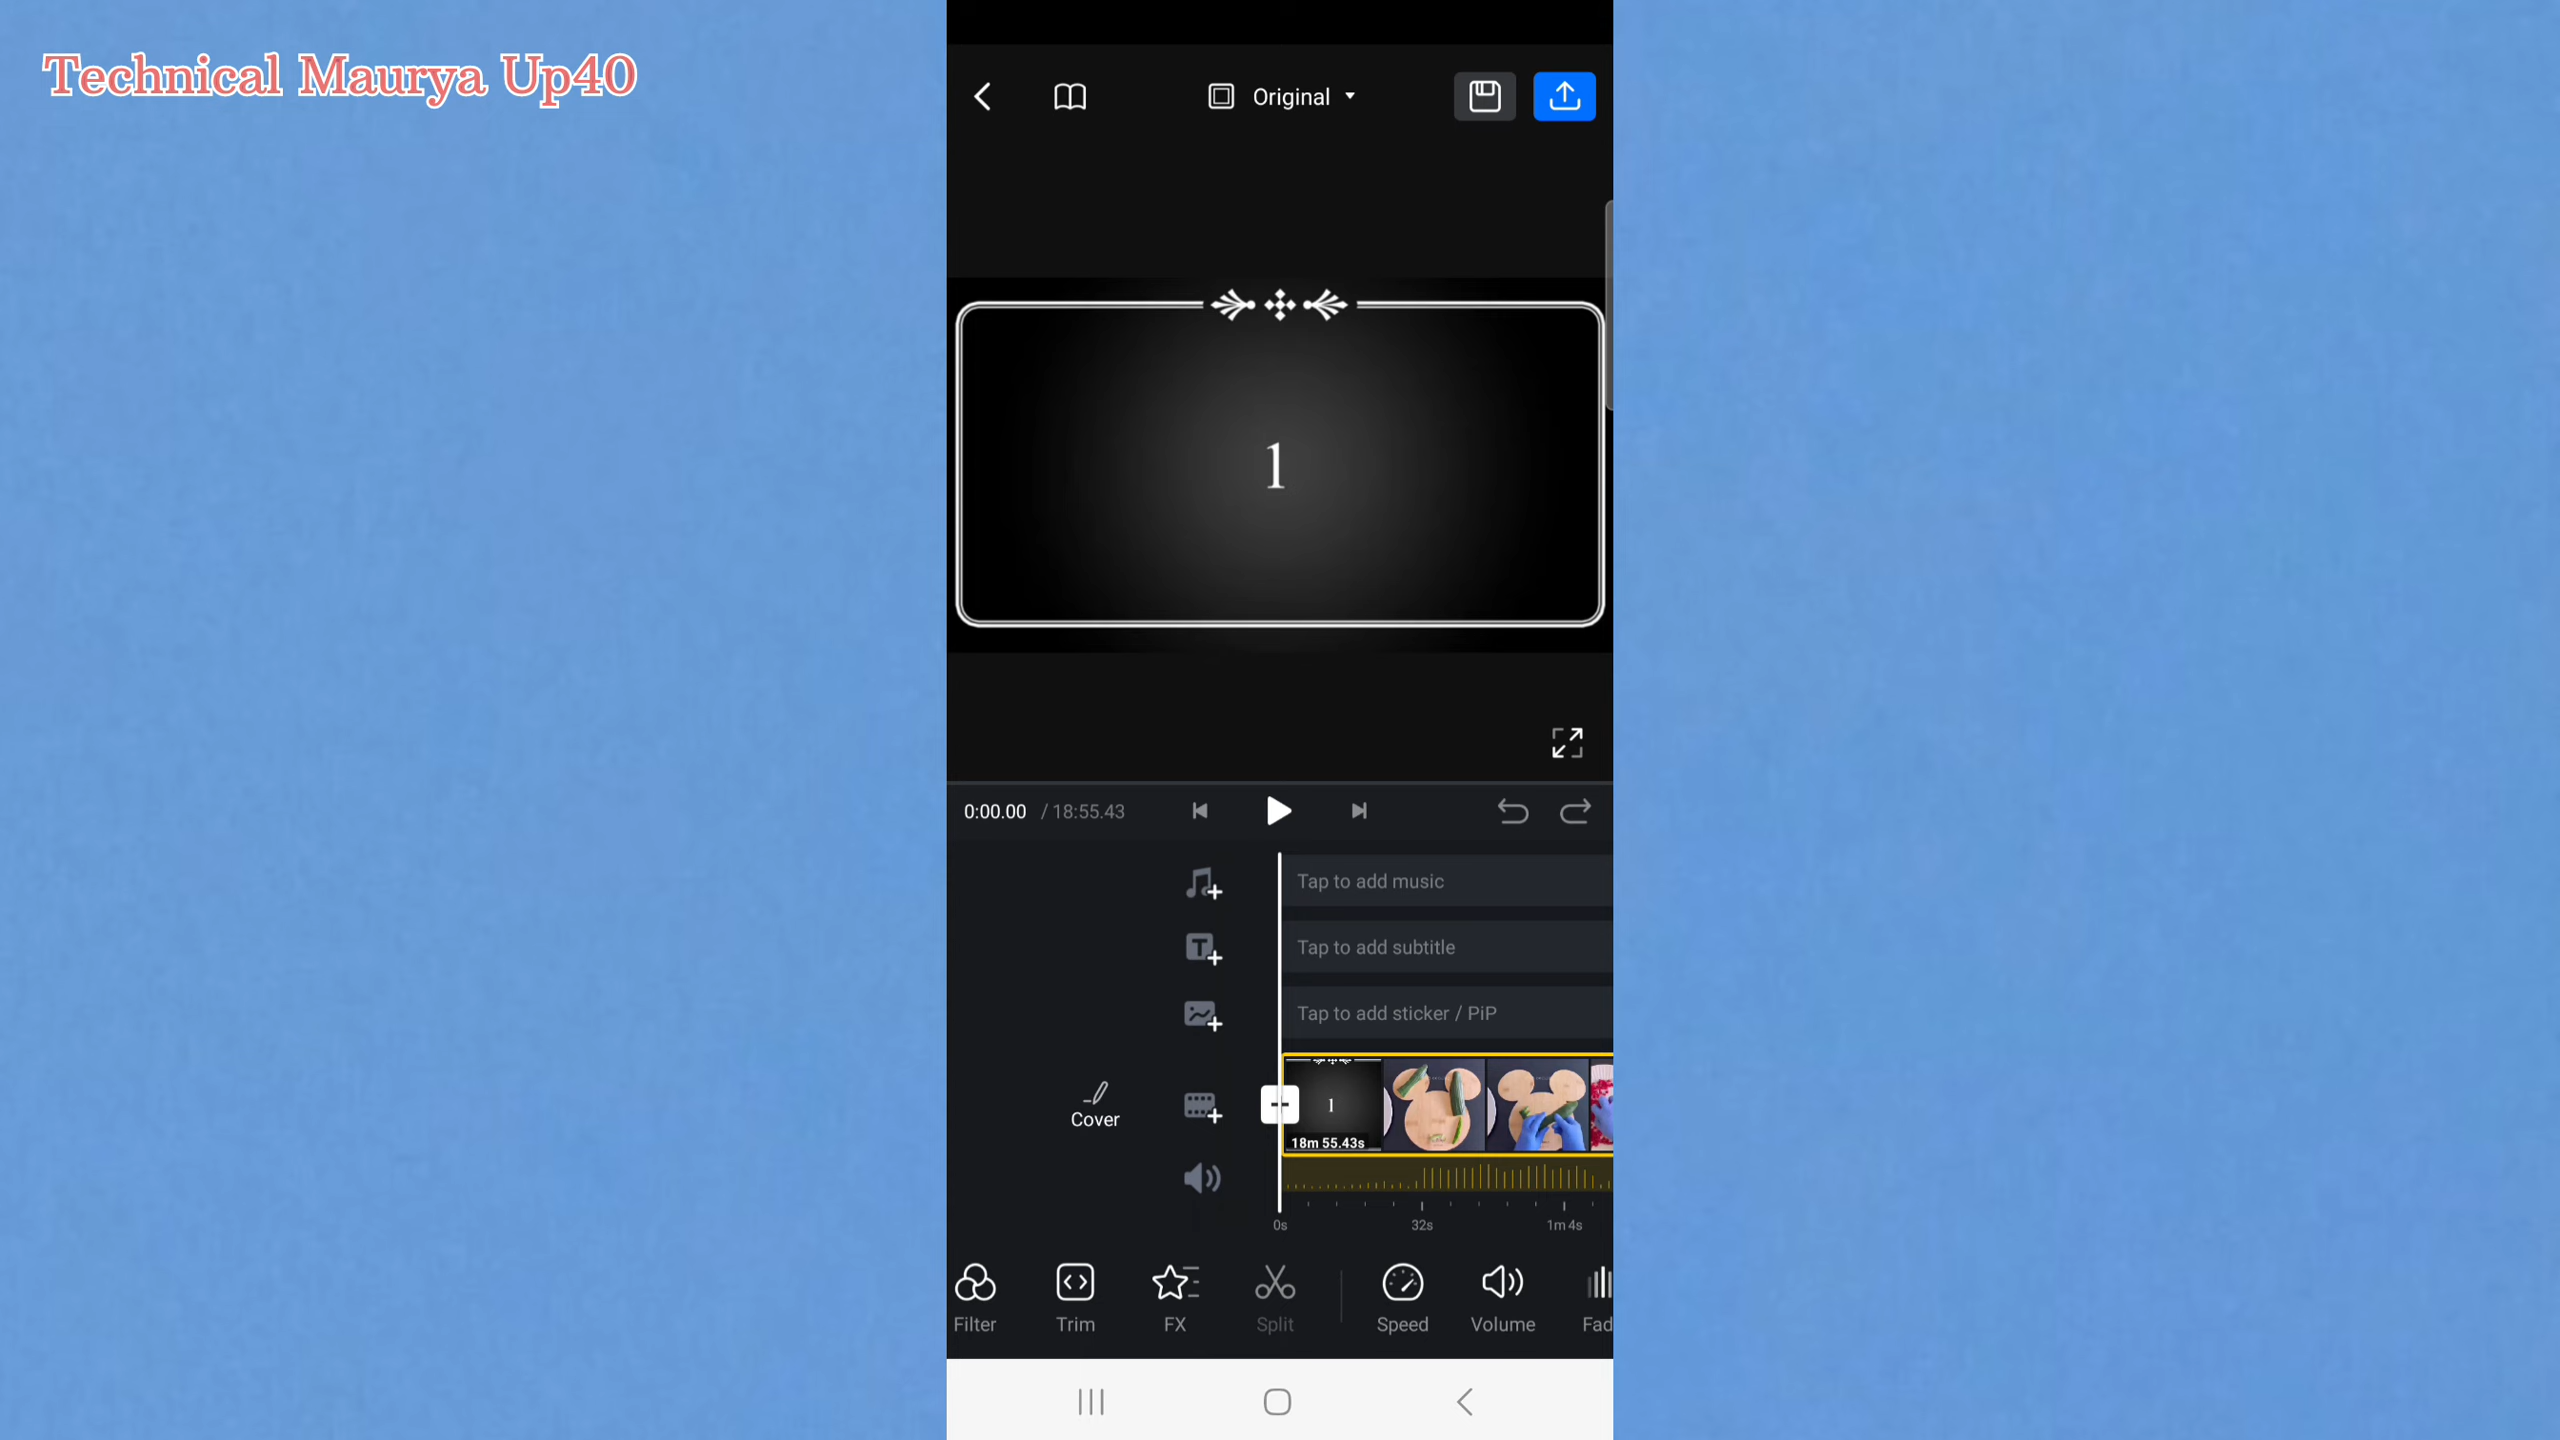 Technical Maurya Up40
Original
1
0:00.00 / 18:55.43
Tap to add music
Tap to add subtitle
Tap to add sticker / PiP
Cover
1
18m 55.43s
0s 32s 1m 4s
Filter Trim FX Split Speed Volume Fad